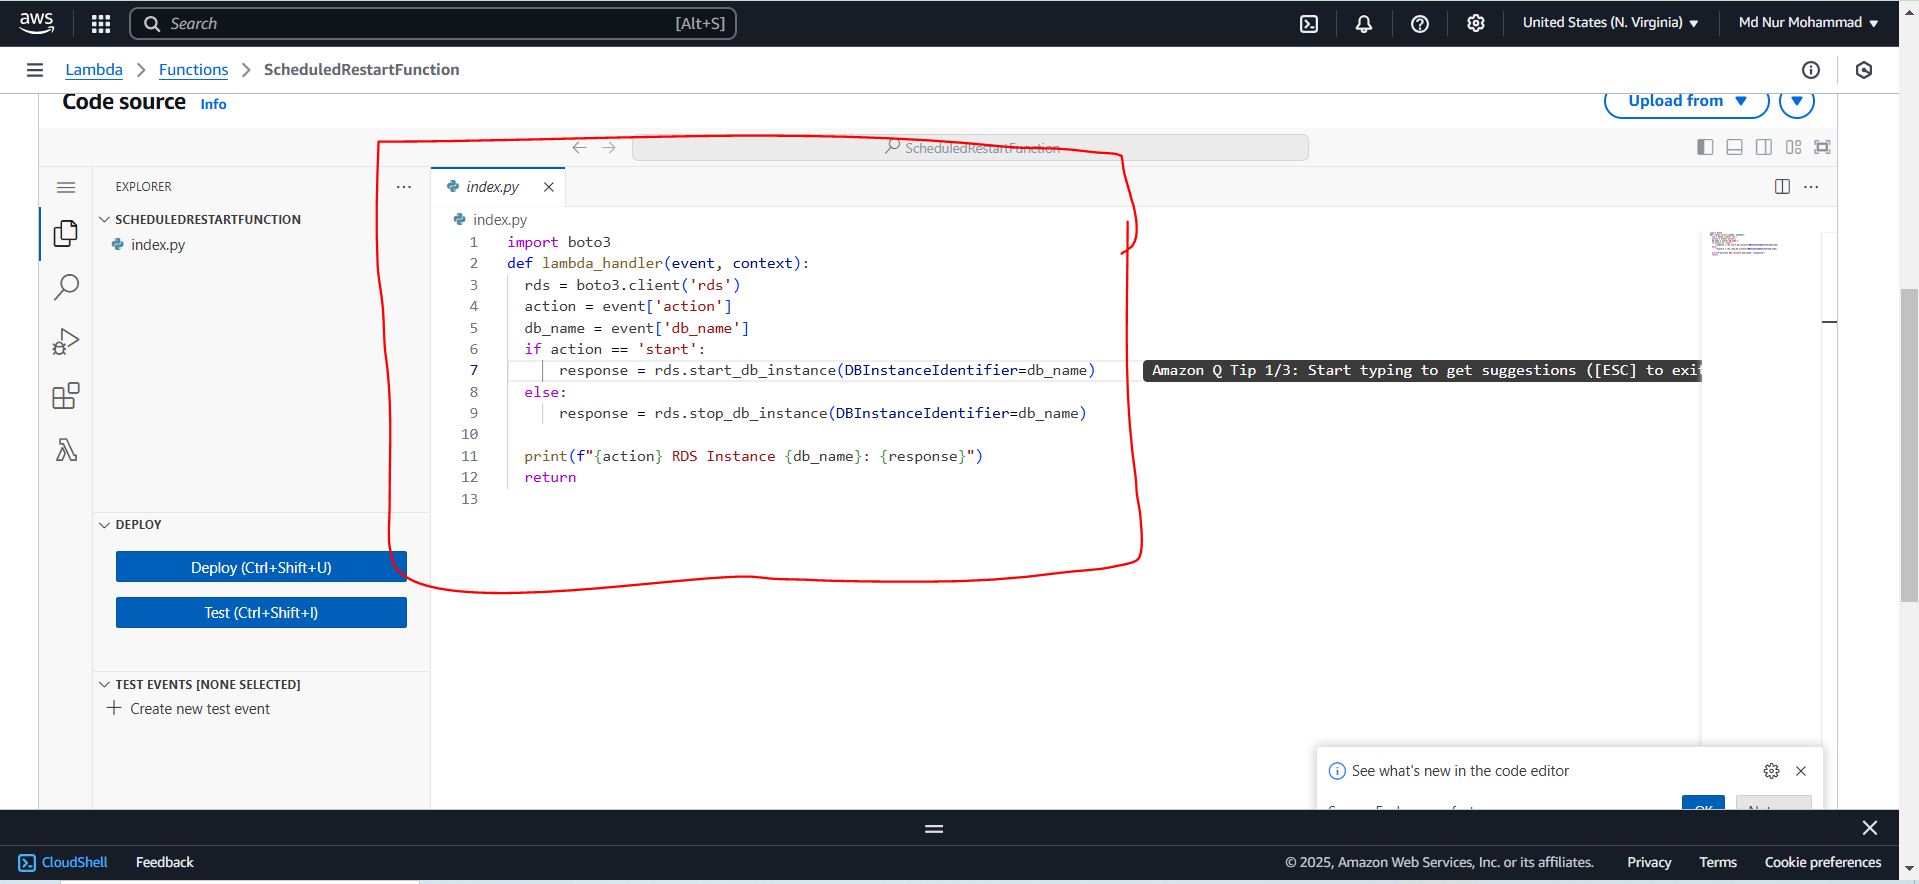 aws
Search [Alt+S]
United States (N. Virginia)
Md Nur Mohammad
Lambda > Functions > ScheduledRestartFunction
Code source Info
Upload from
ScheduledRestartFunction
EXPLORER
index.py
SCHEDULEDRESTARTFUNCTION
index.py
index.py
1 import boto3
2 def lambda_handler(event, context):
3 rds = boto3.client('rds')
4 action = event['action']
5 db_name = event['db_name']
6 if action == 'start':
7 response = rds.start_db_instance(DBInstanceIdentifier=db_name)
Amazon Q Tip 1/3: Start typing to get suggestions ([ESC] to exit
8 else:
9 response = rds.stop_db_instance(DBInstanceIdentifier=db_name)
10
11 print(f"{action} RDS Instance {db_name}: {response}")
12 return
13
DEPLOY
Deploy (Ctrl+Shift+U)
Test (Ctrl+Shift+I)
TEST EVENTS [NONE SELECTED]
Create new test event
See what's new in the code editor
OK
CloudShell
Feedback
© 2025, Amazon Web Services, Inc. or its affiliates.
Privacy
Terms
Cookie preferences